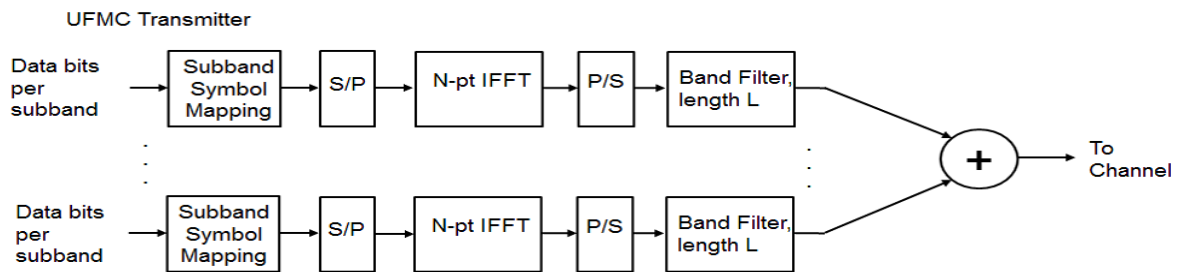 UFMC Transmitter
Data bits
per
subband
Subband
Symbol
Mapping
S/P
N-pt IFFT
P/S
Band Filter,
length L
+
To
Channel
Data bits
per
subband
Subband
Symbol
Mapping
S/P
N-pt IFFT
P/S
Band Filter,
length L